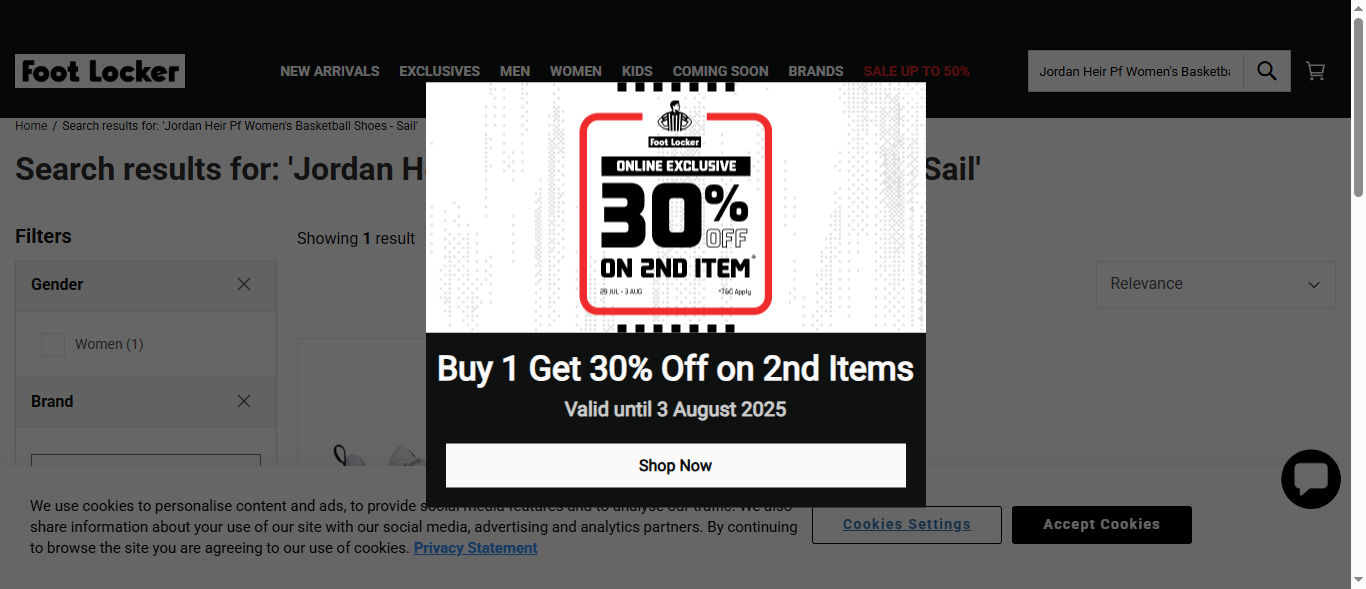 Foot Locker
NEW ARRIVALS EXCLUSIVES MEN WOMEN KIDS COMING SOON BRANDS SALE UP TO 50%
Jordan Heir Pf Women's Basketba
Home / Search results for: 'Jordan Heir Pf Women's Basketball Shoes - Sail'
Search results for: 'Jordan H
Sail'
Filters
Showing 1 result
Gender
Relevance
Women (1)
Brand
Foot Locker
ONLINE EXCLUSIVE
30%
OFF
ON 2ND ITEM*
29 JUL - 3 AUG *T&C Apply
Buy 1 Get 30% Off on 2nd Items
Valid until 3 August 2025
Shop Now
We use cookies to personalise content and ads, to provide social media features and to analyse our traffic. We also
share information about your use of our site with our social media, advertising and analytics partners. By continuing
to browse the site you are agreeing to our use of cookies. Privacy Statement
Cookies Settings
Accept Cookies